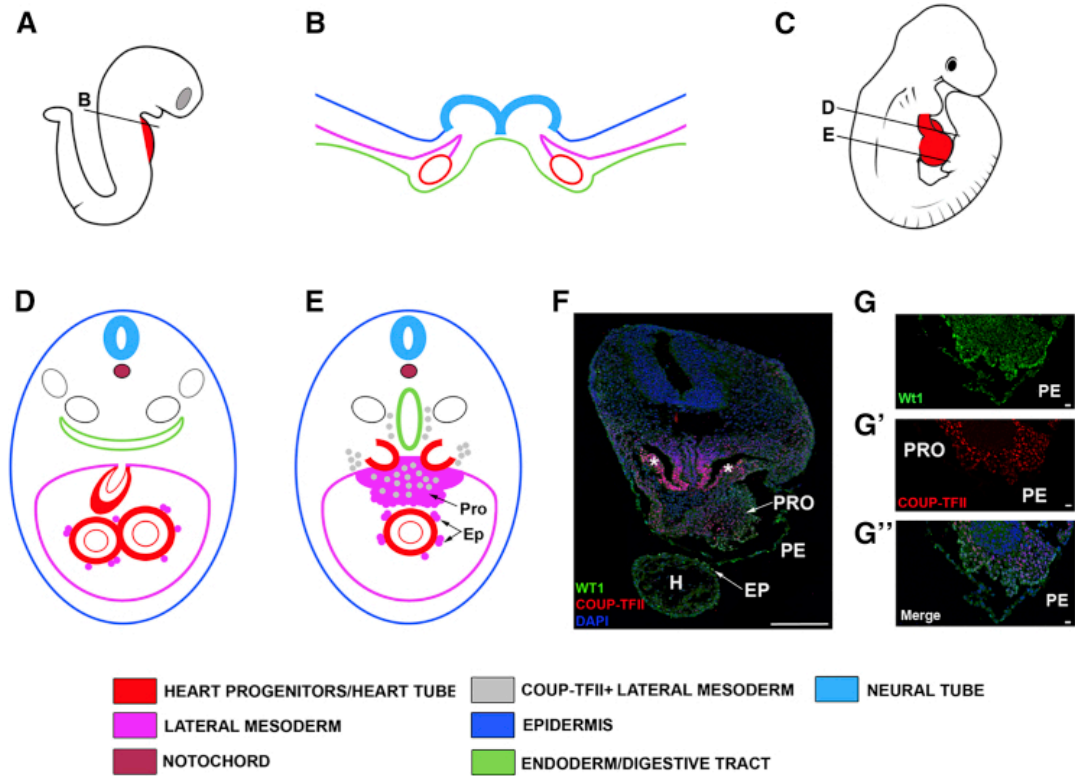 A
B
B
C
D
E
D
E
Pro
Ep
F
PRO
PE
H
EP
WT1
COUP-TFII
DAPI
G
PE
Wt1
G'
PRO
PE
COUP-TFII
G''
PE
Merge
HEART PROGENITORS/HEART TUBE
COUP-TFII+ LATERAL MESODERM
NEURAL TUBE
LATERAL MESODERM
EPIDERMIS
NOTOCHORD
ENDODERM/DIGESTIVE TRACT